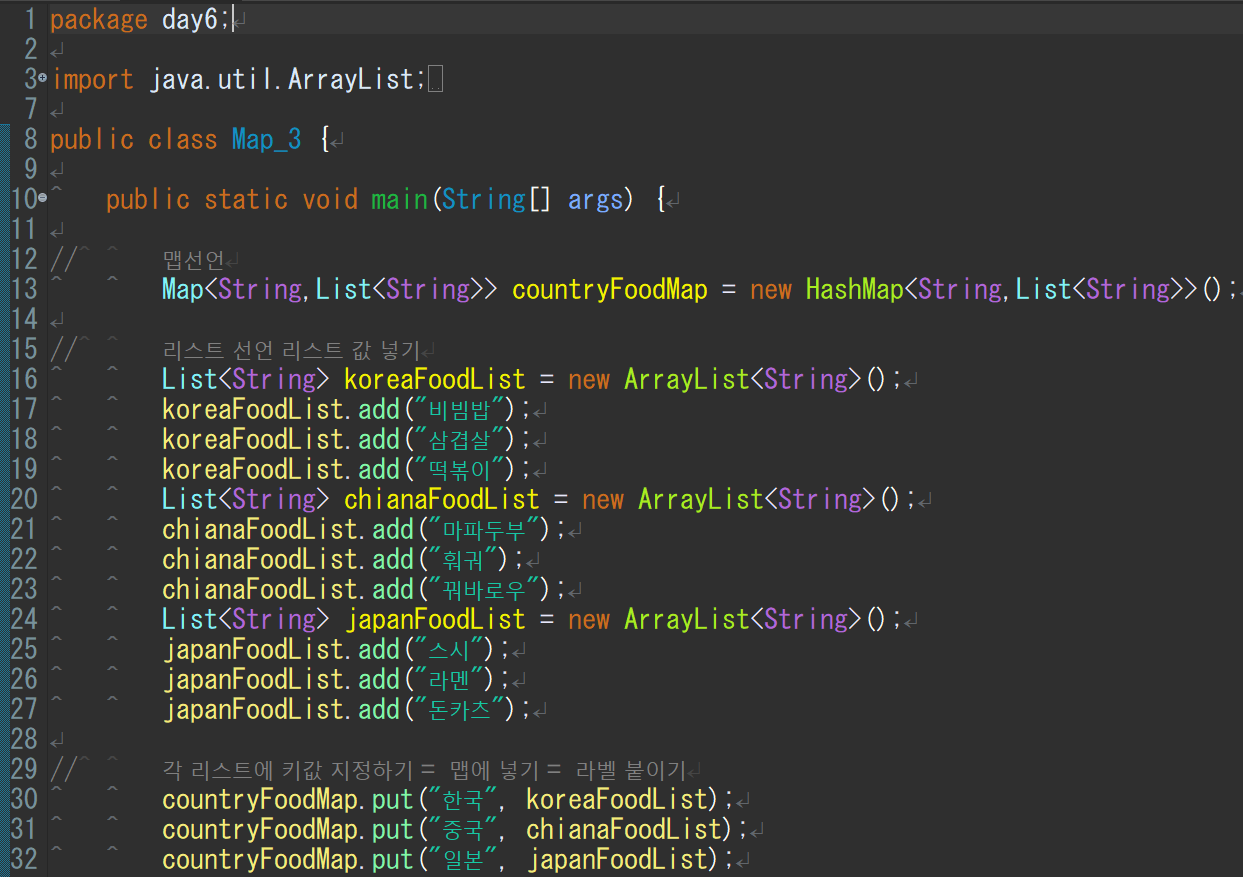 1 package day6;
2
3 import java.util.ArrayList;
7
8 public class Map_3 {
9
10 public static void main(String[] args) {
11
12 // 맵선언
13 Map<String,List<String>> countryFoodMap = new HashMap<String,List<String>>();
14
15 // 리스트 선언 리스트 값 넣기
16 List<String> koreaFoodList = new ArrayList<String>();
17 koreaFoodList.add("비빔밥");
18 koreaFoodList.add("삼겹살");
19 koreaFoodList.add("떡볶이");
20 List<String> chianaFoodList = new ArrayList<String>();
21 chianaFoodList.add("마파두부");
22 chianaFoodList.add("훠궈");
23 chianaFoodList.add("꿔바로우");
24 List<String> japanFoodList = new ArrayList<String>();
25 japanFoodList.add("스시");
26 japanFoodList.add("라멘");
27 japanFoodList.add("돈카츠");
28
29 // 각 리스트에 키값 지정하기 = 맵에 넣기 = 라벨 붙이기
30 countryFoodMap.put("한국", koreaFoodList);
31 countryFoodMap.put("중국", chianaFoodList);
32 countryFoodMap.put("일본", japanFoodList);